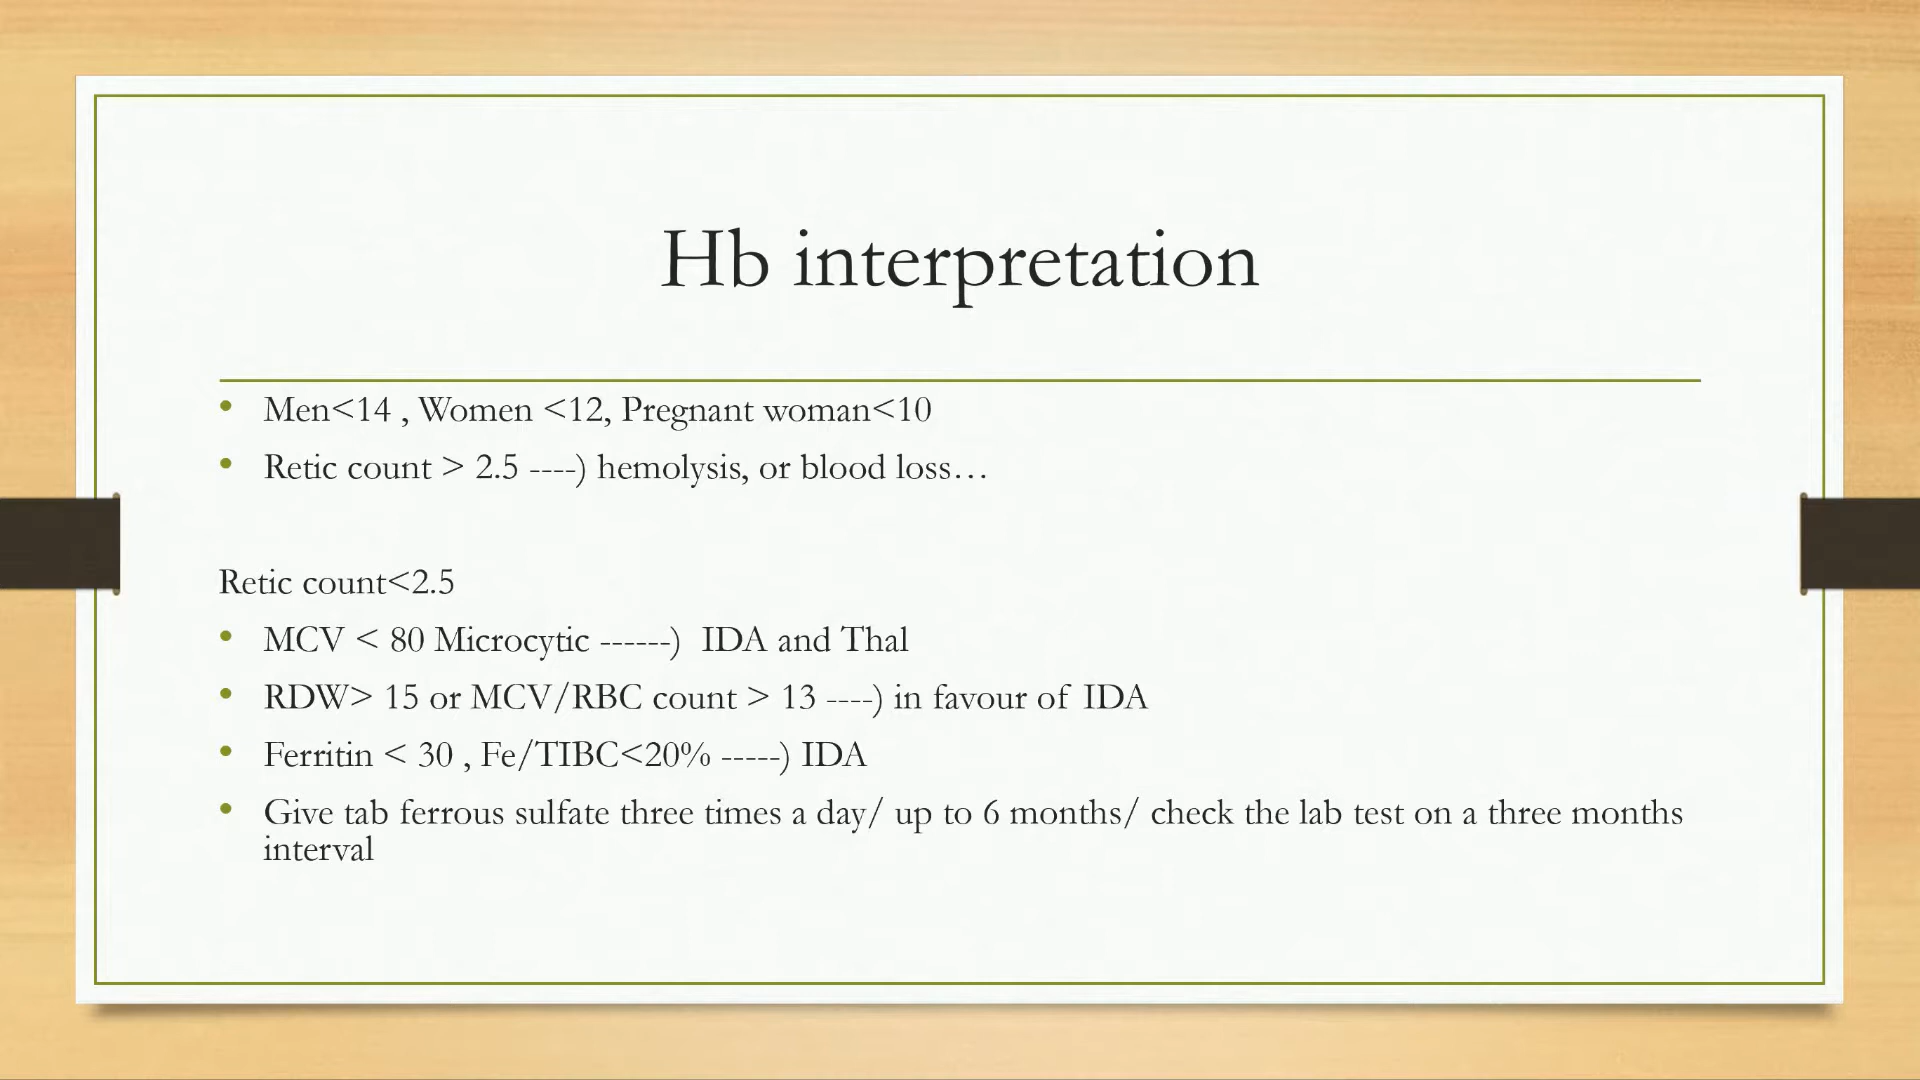 Hb interpretation
• Men<14 , Women <12, Pregnant woman<10
• Retic count > 2.5 ----) hemolysis, or blood loss…
Retic count<2.5
• MCV < 80 Microcytic ------) IDA and Thal
• RDW> 15 or MCV/RBC count > 13 ----) in favour of IDA
• Ferritin < 30 , Fe/TIBC<20% -----) IDA
• Give tab ferrous sulfate three times a day/ up to 6 months/ check the lab test on a three months
interval